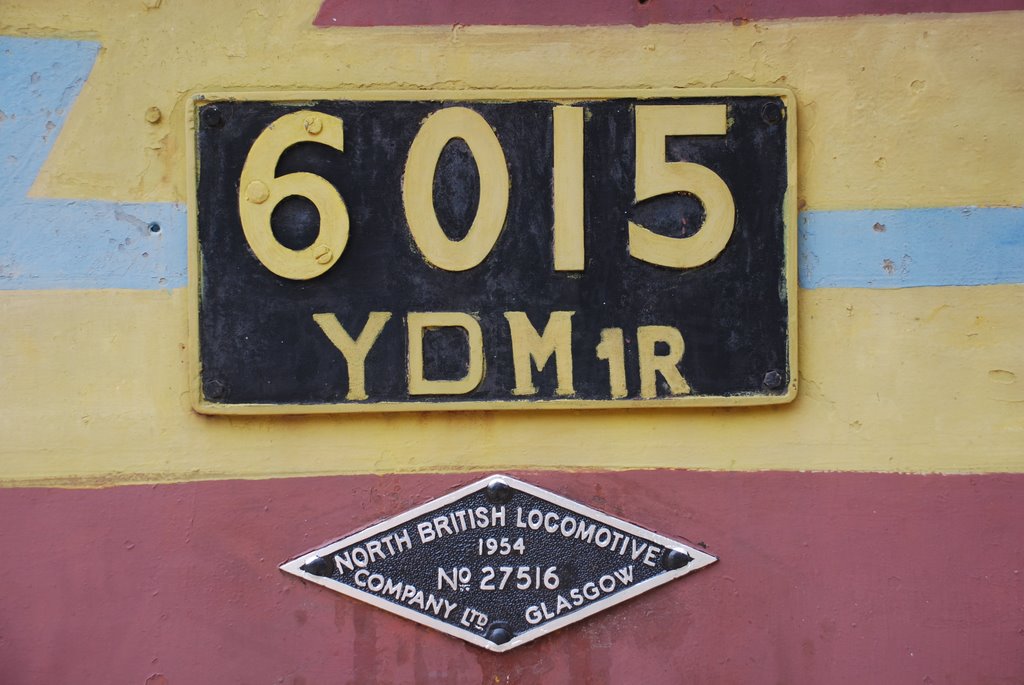 6015
YDM1R
NORTH BRITISH LOCOMOTIVE
1954
No 27516
COMPANY LTD GLASGOW